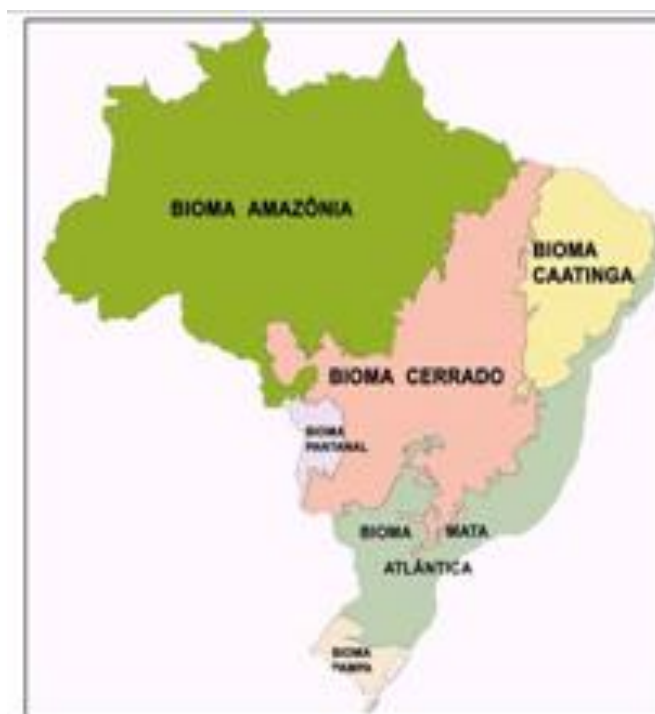 BIOMA AMAZÔNIA
BIOMA
CAATINGA
BIOMA CERRADO
BIOMA
PANTANAL
BIOMA MATA
ATLÂNTICA
BIOMA
PAMPA